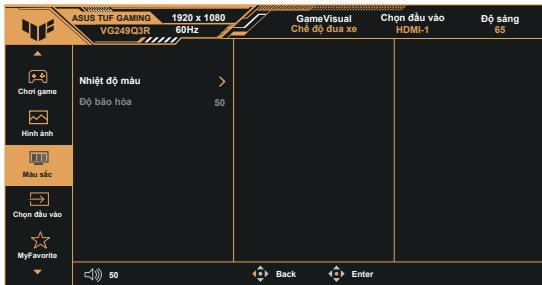 ASUS TUF GAMING 1920 x 1080
VG249Q3R 60Hz
GameVisual
Chế độ đua xe
Chọn đầu vào
HDMI-1
Độ sáng
65
Chơi game
Hình ảnh
Màu sắc
Chọn đầu vào
MyFavorite
Nhiệt độ màu
Độ bão hòa 50
50
Back
Enter